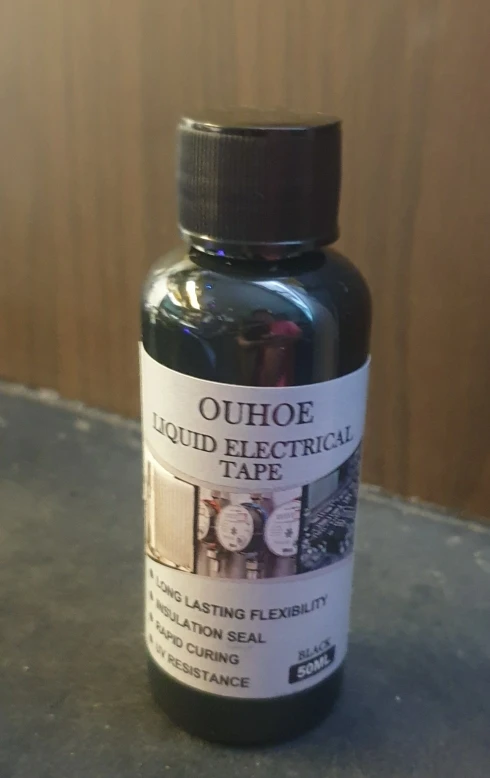 OUHOE
LIQUID ELECTRICAL
TAPE
LONG LASTING FLEXIBILITY
INSULATION SEAL
RAPID CURING
UV RESISTANCE
BLACK
50ML